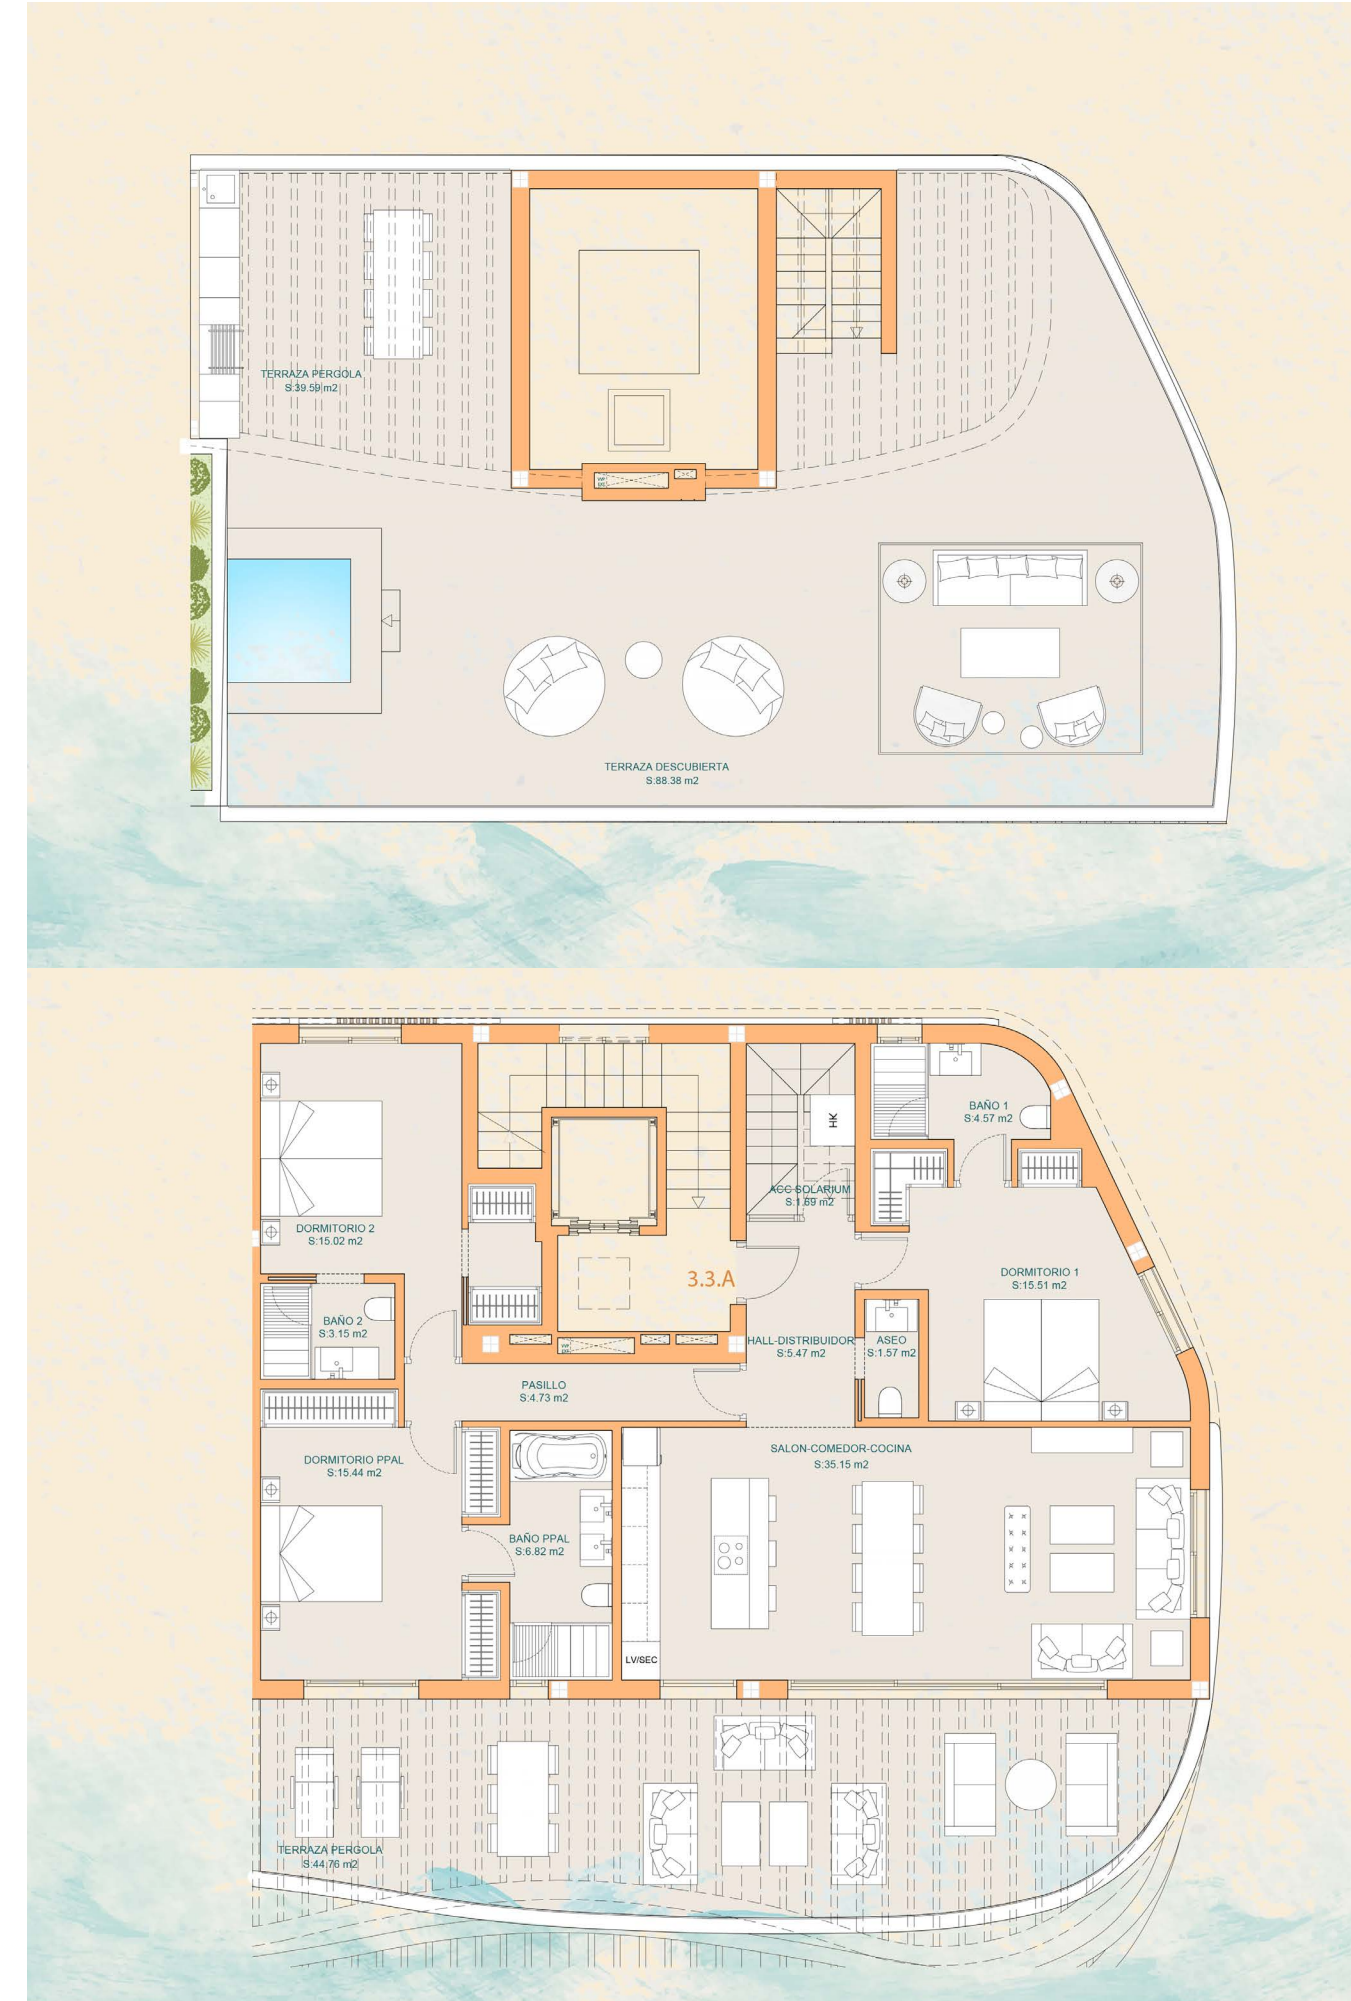 TERRAZA PERGOLA
S:39.59 m2
TERRAZA DESCUBIERTA
S:88.38 m2
HK
BAÑO 1
S:4.57 m2
ACC SOLARIUM
S:1.69 m2
DORMITORIO 2
S:15.02 m2
3.3.A
DORMITORIO 1
S:15.51 m2
BAÑO 2
S:3.15 m2
HALL-DISTRIBUIDOR
S:5.47 m2
ASEO
S:1.57 m2
PASILLO
S:4.73 m2
DORMITORIO PPAL
S:15.44 m2
SALON-COMEDOR-COCINA
S:35.15 m2
BAÑO PPAL
S:6.82 m2
LV/SEC
TERRAZA PERGOLA
S:44.76 m2